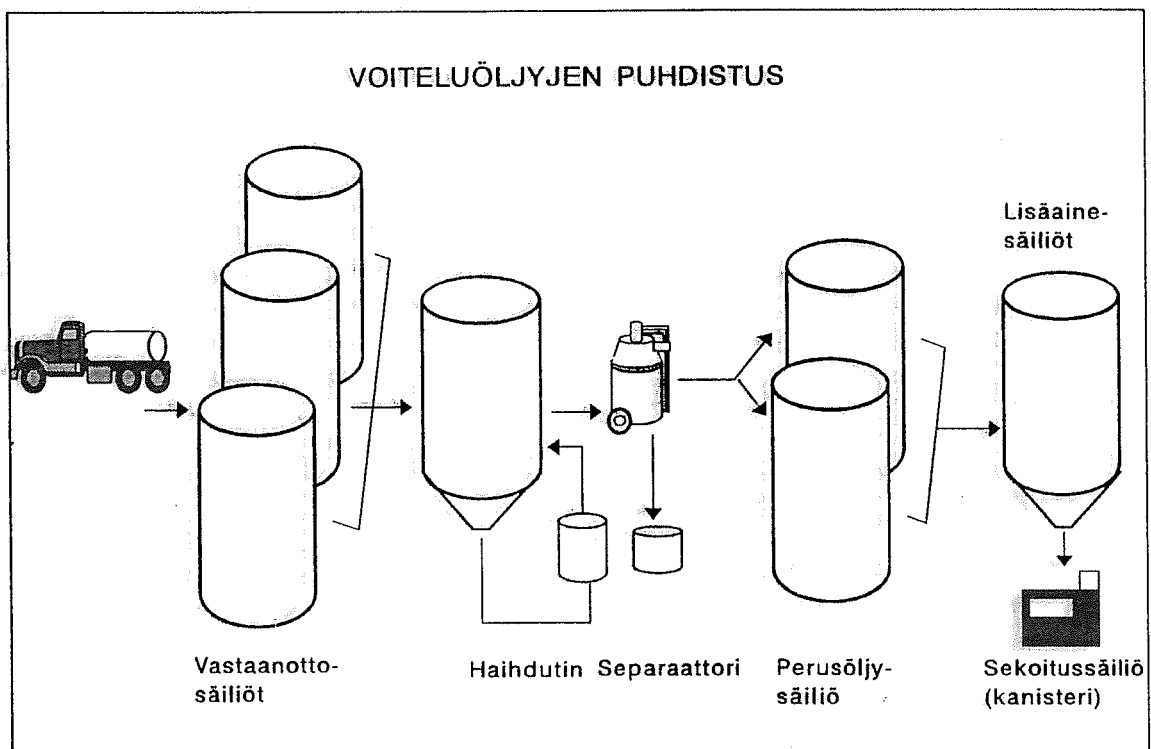 VOITELUÖLJYJEN PUHDISTUS
Lisäaine-
säiliöt
Vastaanotto-
säiliöt
Haihdutin
Separaattori
Perusöljy-
säiliö
Sekoitussäiliö
(kanisteri)